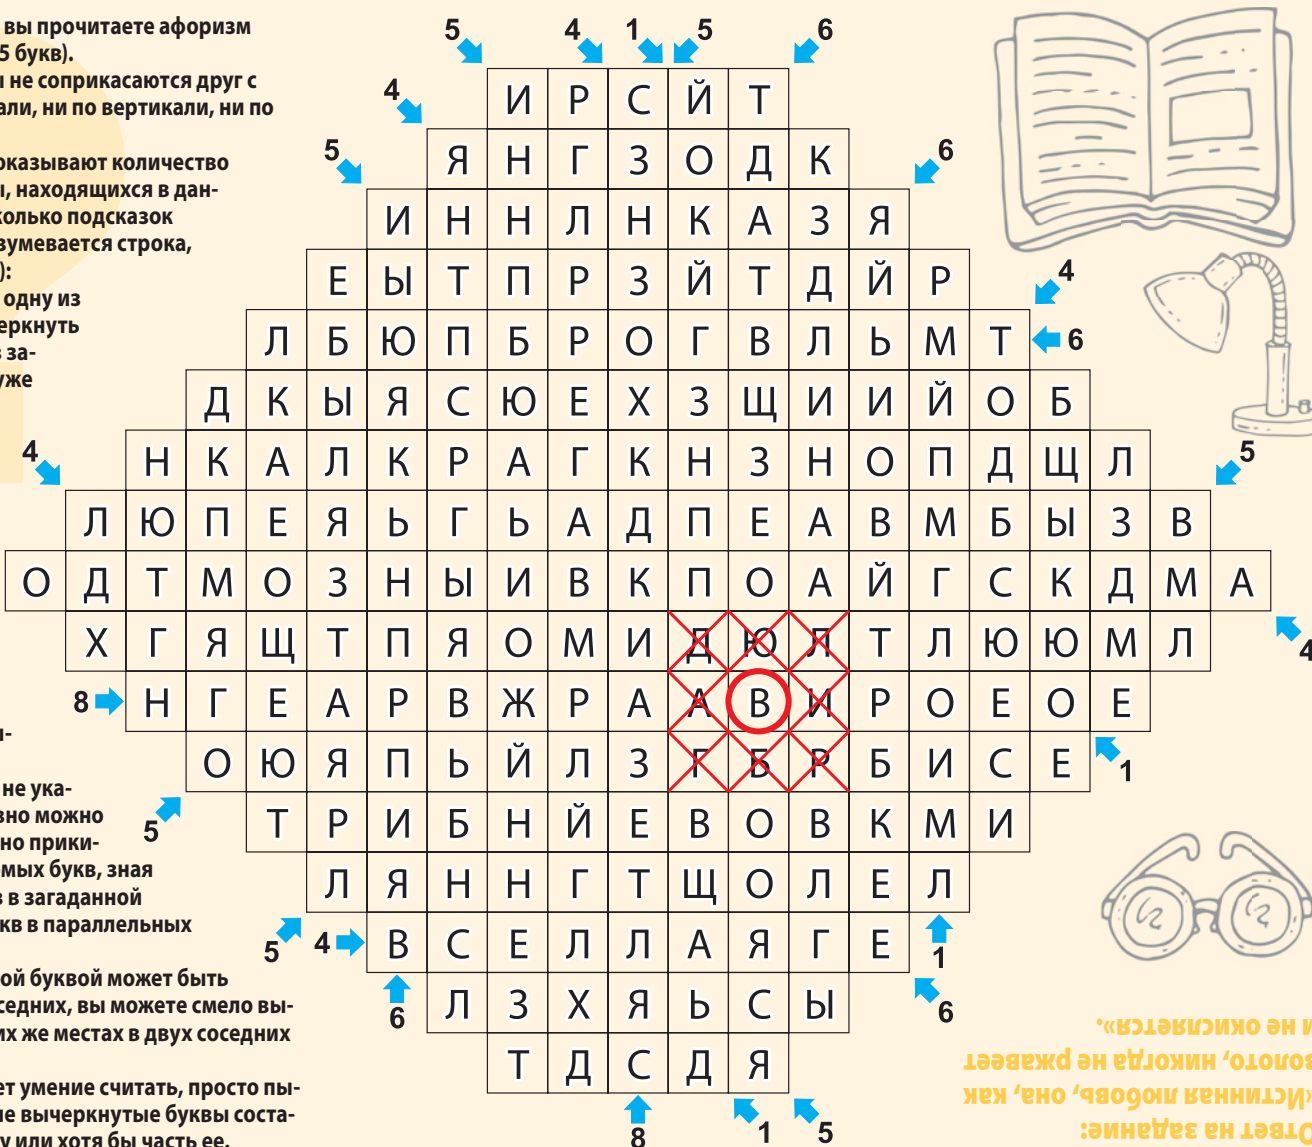 вы прочитаете афоризм
5 букв).
ы не соприкасаются друг с
али, ни по вертикали, ни по
оказывают количество
ы, находящихся в дан-
колько подсказок
зумевается строка,
):
одну из
еркнуть
в за-
уже
5 4 1 5 6
И Р С Й Т
4
Я Н Г З О Д К
5 6
И Н Н Л Н К А З Я
Е Ы Т П Р З Й Т Д Й Р
4
Л Б Ю П Б Р О Г В Л Ь М Т 6
Д К Ы Я С Ю Е Х З Щ И И Й О Б
4 Н К А Л К Р А Г К Н З Н О П Д Щ Л 5
Л Ю П Е Я Ь Г Ь А Д П Е А В М Б Ы З В
О Д Т М О З Н Ы И В К П О А Й Г С К Д М А
Х Г Я Щ Т П Я О М И Д Ю Л Т Л Ю Ю М Л 4
8 Н Г Е А Р В Ж Р А А В И Р О Е О Е
и-
О Ю Я П Ь Й Л З Г Б Р Б И С Е 1
не ука-
вно можно
5
Т Р И Б Н Й Е В О В К М И
но прики-
мых букв, зная
в в загаданной
кв в параллельных
Л Я Н Н Г Т Щ О Л Е Л
5 4 В С Е Л Л А Я Г Е 1
ой буквой может быть
седних, вы можете смело вы-
их же местах в двух соседних
6 Л З Х Я Ь С Ы 6
ет умение считать, просто пы-
ые вычеркнутые буквы соста-
у или хотя бы часть ее.
Т Д С Д Я
8 1 5
Ответ на задание:
«Истинная любовь, она, как
золото, никогда не ржавеет
и не окисляется».